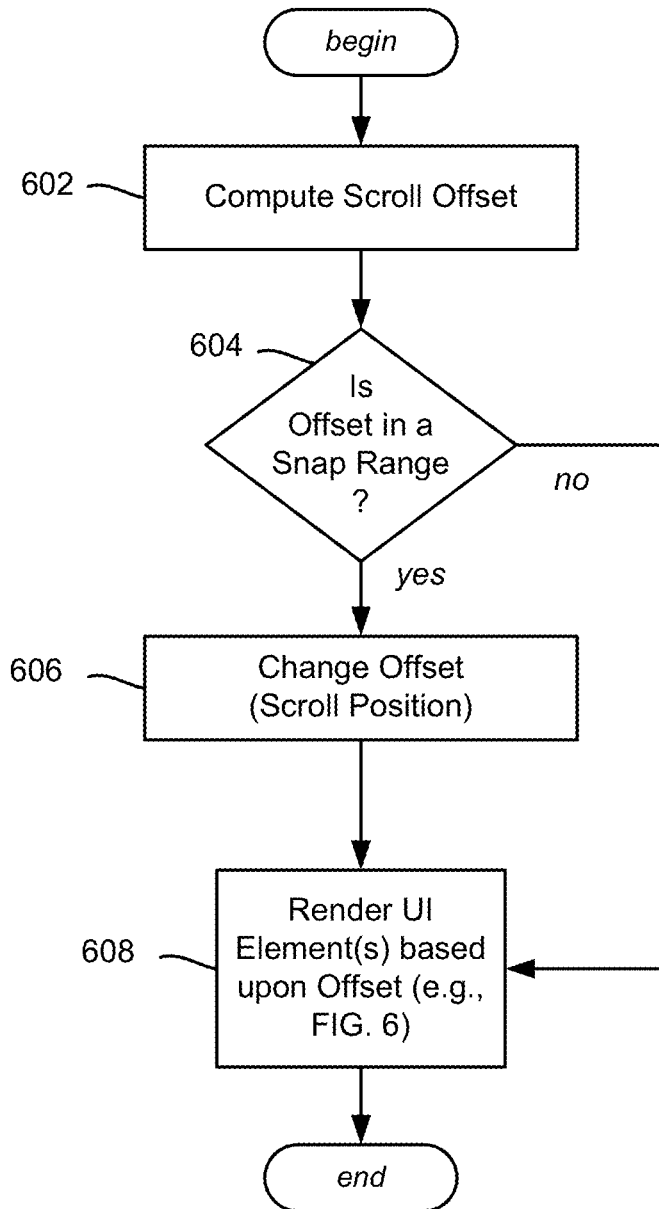 begin
602
Compute Scroll Offset
604
Is
Offset in a
Snap Range
?
no
yes
606
Change Offset
(Scroll Position)
608
Render UI
Element(s) based
upon Offset (e.g.,
FIG. 6)
end